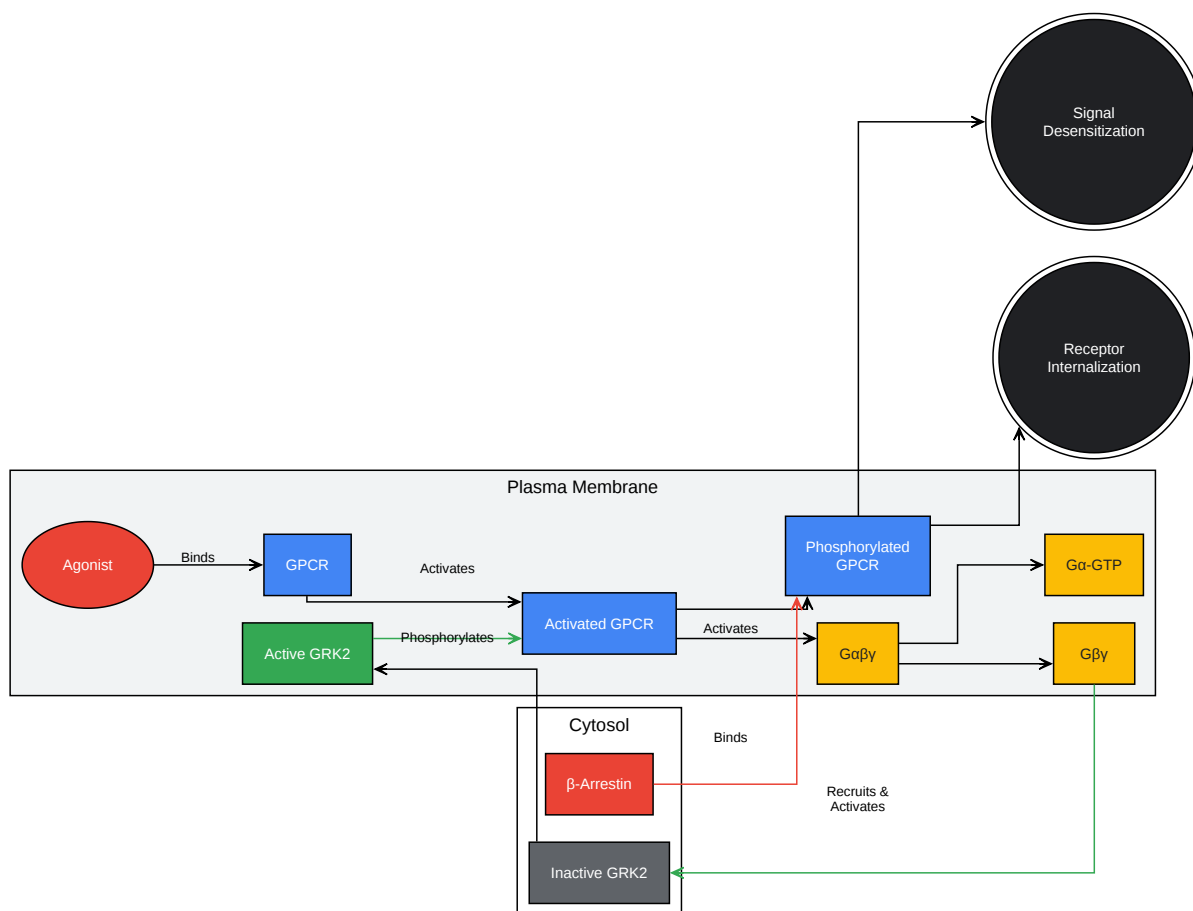 Signal
Desensitization
Receptor
Internalization
Plasma Membrane
Agonist
Binds
GPCR
Activates
Phosphorylated
GPCR
Gα-GTP
Active GRK2
Phosphorylates
Activated GPCR
Activates
Gαβγ
Gβγ
Cytosol
Binds
β-Arrestin
Recruits &
Activates
Inactive GRK2